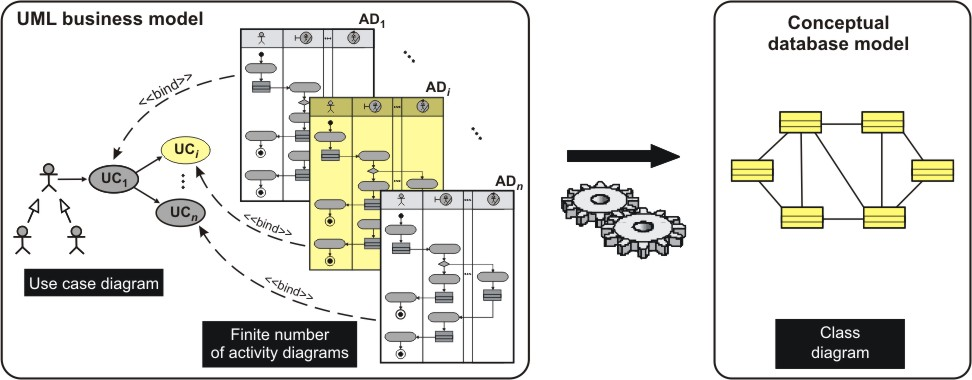 UML business model
AD1
<<bind>>
...
ADi
UCi
...
UC1
UCn
ADn
<<bind>>
<<bind>>
Use case diagram
Finite number
of activity diagrams
Conceptual
database model
Class
diagram